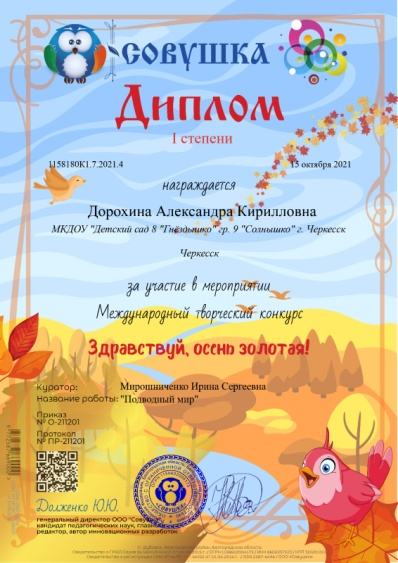 СОВУШКА
Диплом
I степени
1158180К1.7.2021.4 15 октября 2021
награждается
Дорохина Александра Кирилловна
МКДОУ "Детский сад 8 "Гнёздышко" гр. 9 "Солнышко" г. Черкесск
Черкесск
за участие в мероприятии
Международный творческий конкурс
Здравствуй, осень золотая!
Куратор: Мирошниченко Ирина Сергеевна
Название работы: "Подводный мир"
Приказ
№ О-211201
Протокол
№ ПР-211201
Долженко Ю.Ю.
генеральный директор ООО "Совушка"
кандидат педагогических наук,
редактор, автор инновационных разработок
СОВУШКА